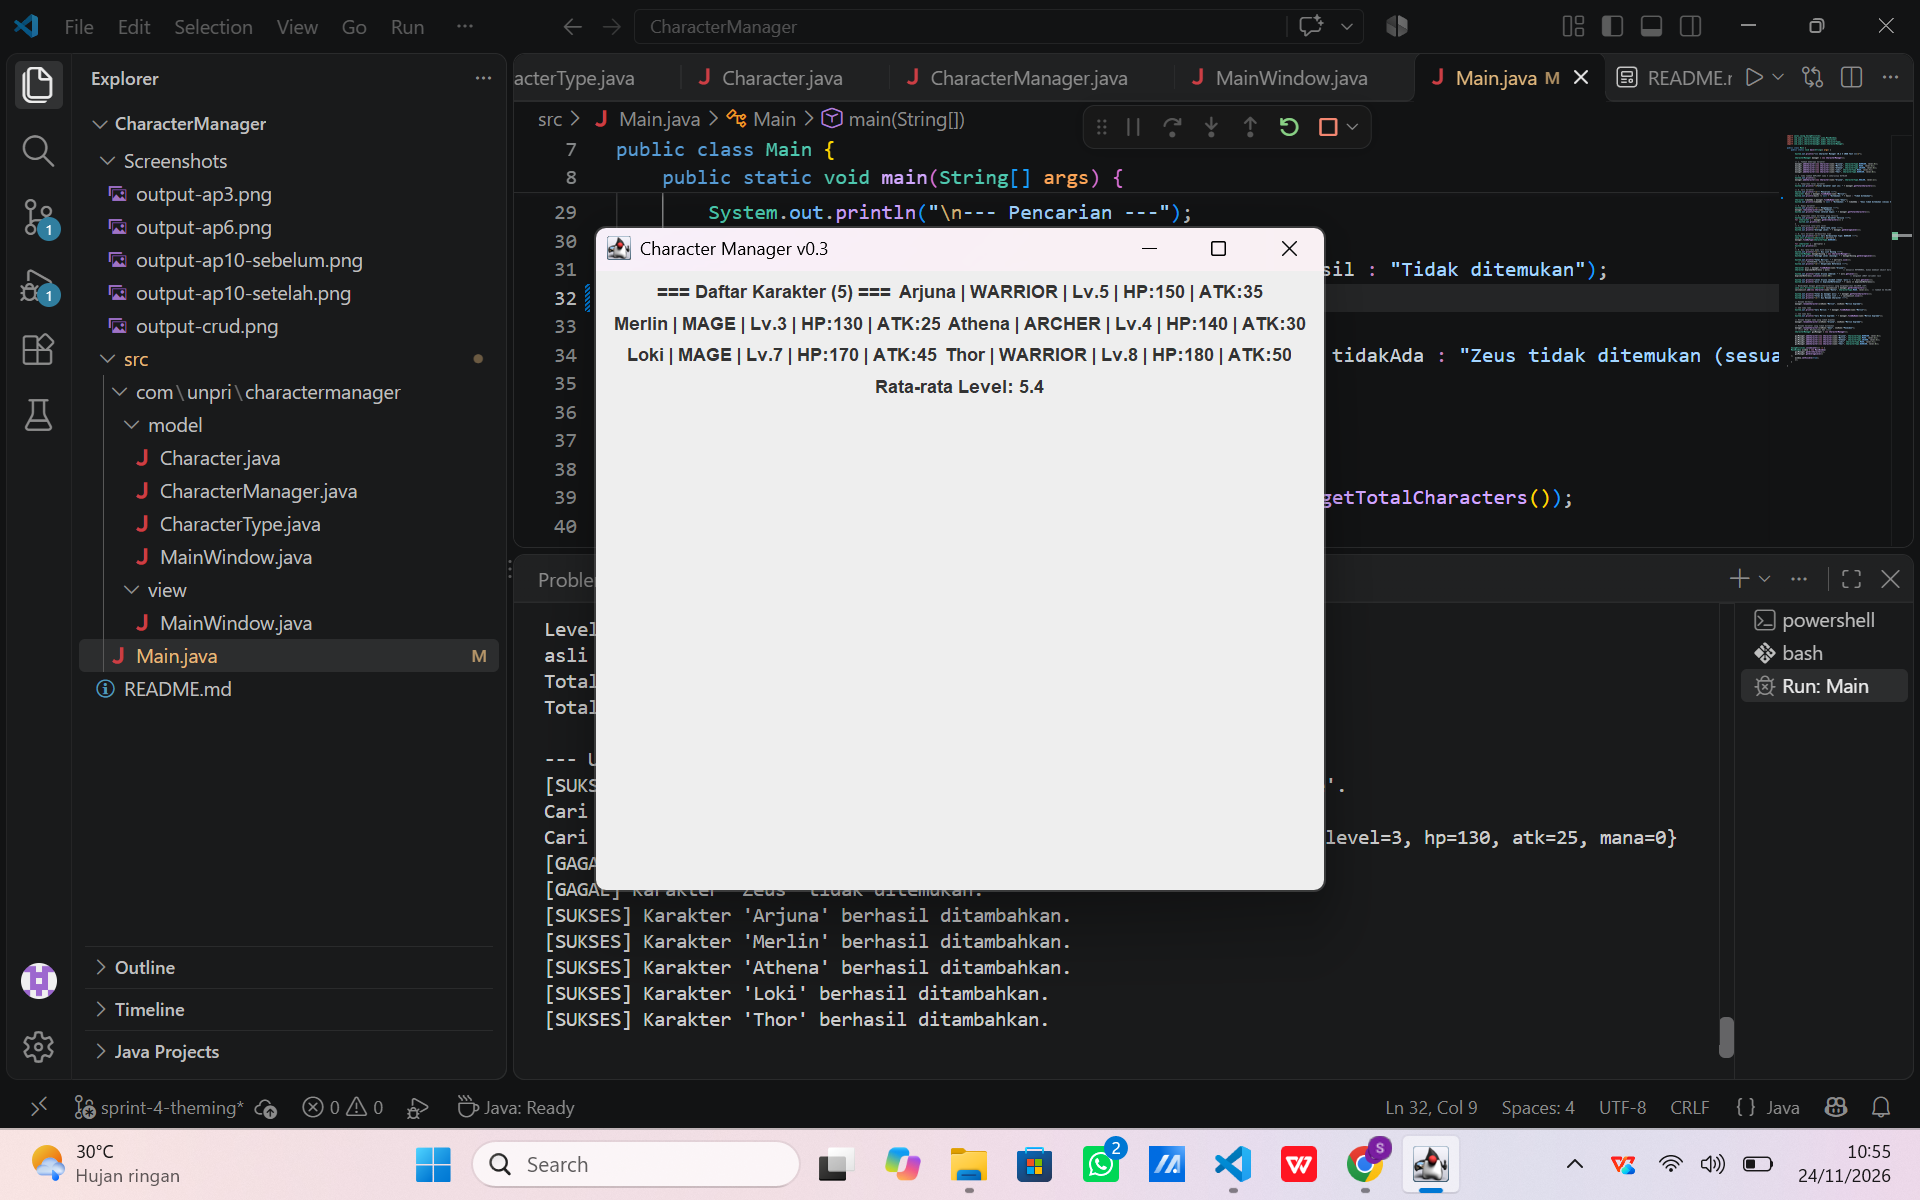 File Edit Selection View Go Run ···
CharacterManager
Explorer
CharacterManager
Screenshots
output-ap3.png
output-ap6.png
output-ap10-sebelum.png
output-ap10-setelah.png
output-crud.png
src
com\unpri\charactermanager
model
Character.java
CharacterManager.java
CharacterType.java
MainWindow.java
view
MainWindow.java
Main.java M
README.md
Outline
Timeline
Java Projects
1
1
acterType.java Character.java CharacterManager.java MainWindow.java Main.java M README.r
src > Main.java > Main > main(String[])
7 public class Main {
8 public static void main(String[] args) {
29 System.out.println("\n--- Pencarian ---");
30
31 sil : "Tidak ditemukan");
32
33
34 tidakAda : "Zeus tidak ditemukan (sesua
35
36
37
38
39 getTotalCharacters());
40
Character Manager v0.3
=== Daftar Karakter (5) === Arjuna | WARRIOR | Lv.5 | HP:150 | ATK:35
Merlin | MAGE | Lv.3 | HP:130 | ATK:25 Athena | ARCHER | Lv.4 | HP:140 | ATK:30
Loki | MAGE | Lv.7 | HP:170 | ATK:45 Thor | WARRIOR | Lv.8 | HP:180 | ATK:50
Rata-rata Level: 5.4
Proble
Level
asli
Total
Total
---
[SUKS '.
Cari
Cari level=3, hp=130, atk=25, mana=0}
[GAGA
[GAGAL] Karakter 'Zeus' tidak ditemukan.
[SUKSES] Karakter 'Arjuna' berhasil ditambahkan.
[SUKSES] Karakter 'Merlin' berhasil ditambahkan.
[SUKSES] Karakter 'Athena' berhasil ditambahkan.
[SUKSES] Karakter 'Loki' berhasil ditambahkan.
[SUKSES] Karakter 'Thor' berhasil ditambahkan.
powershell
bash
Run: Main
sprint-4-theming* 0 0 Java: Ready
Ln 32, Col 9 Spaces: 4 UTF-8 CRLF { } Java
30°C
Hujan ringan
Search
2
S
10:55
24/11/2026